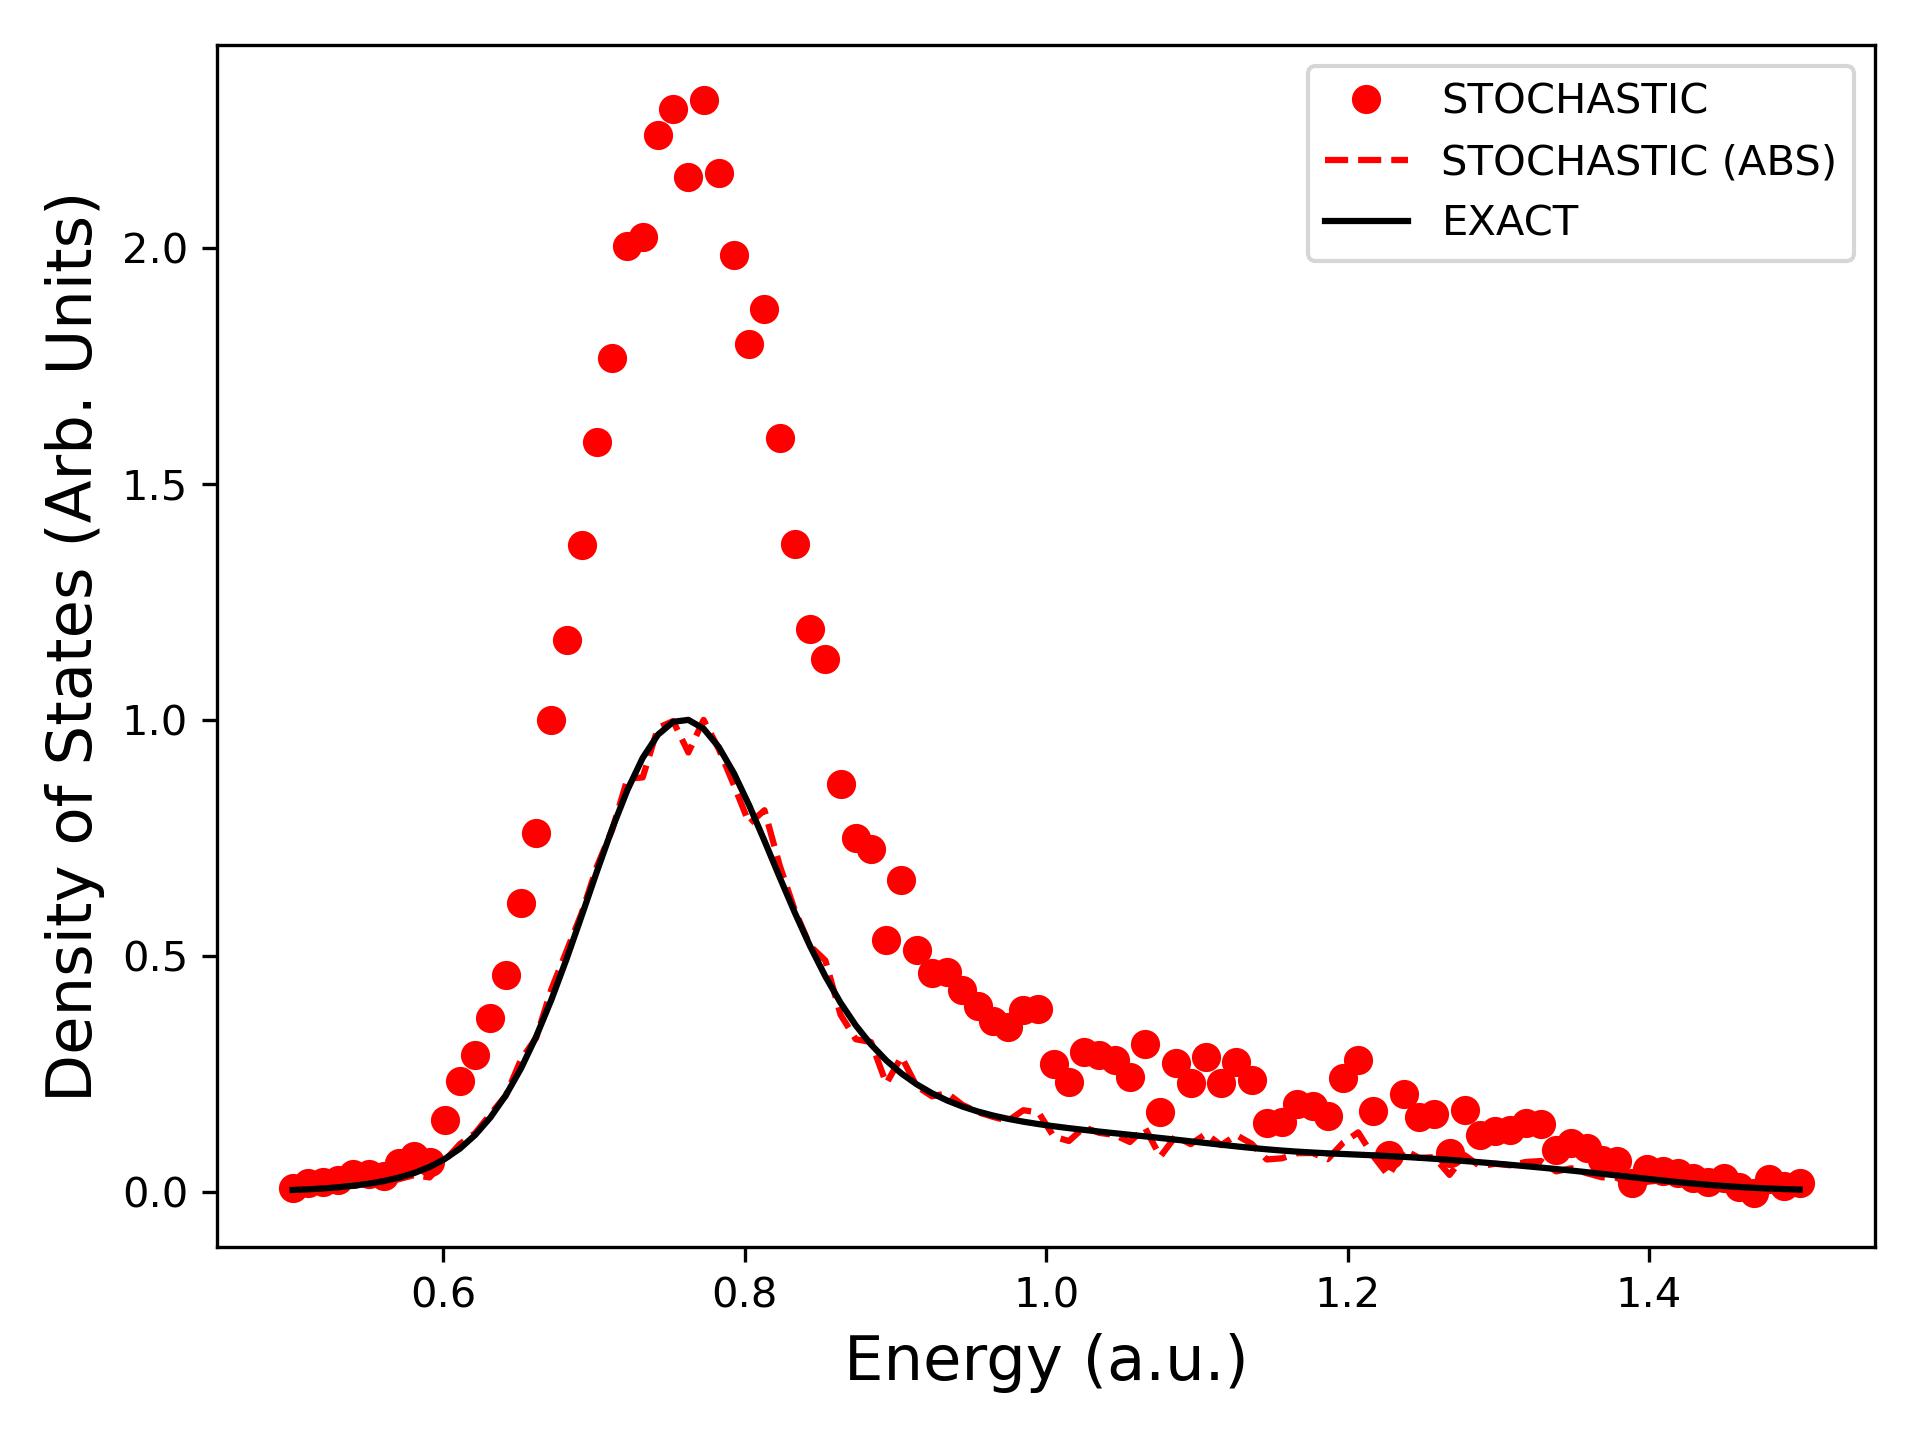 STOCHASTIC
STOCHASTIC (ABS)
EXACT
Density of States (Arb. Units)
2.0
1.5
1.0
0.5
0.0
0.6 0.8 1.0 1.2 1.4
Energy (a.u.)